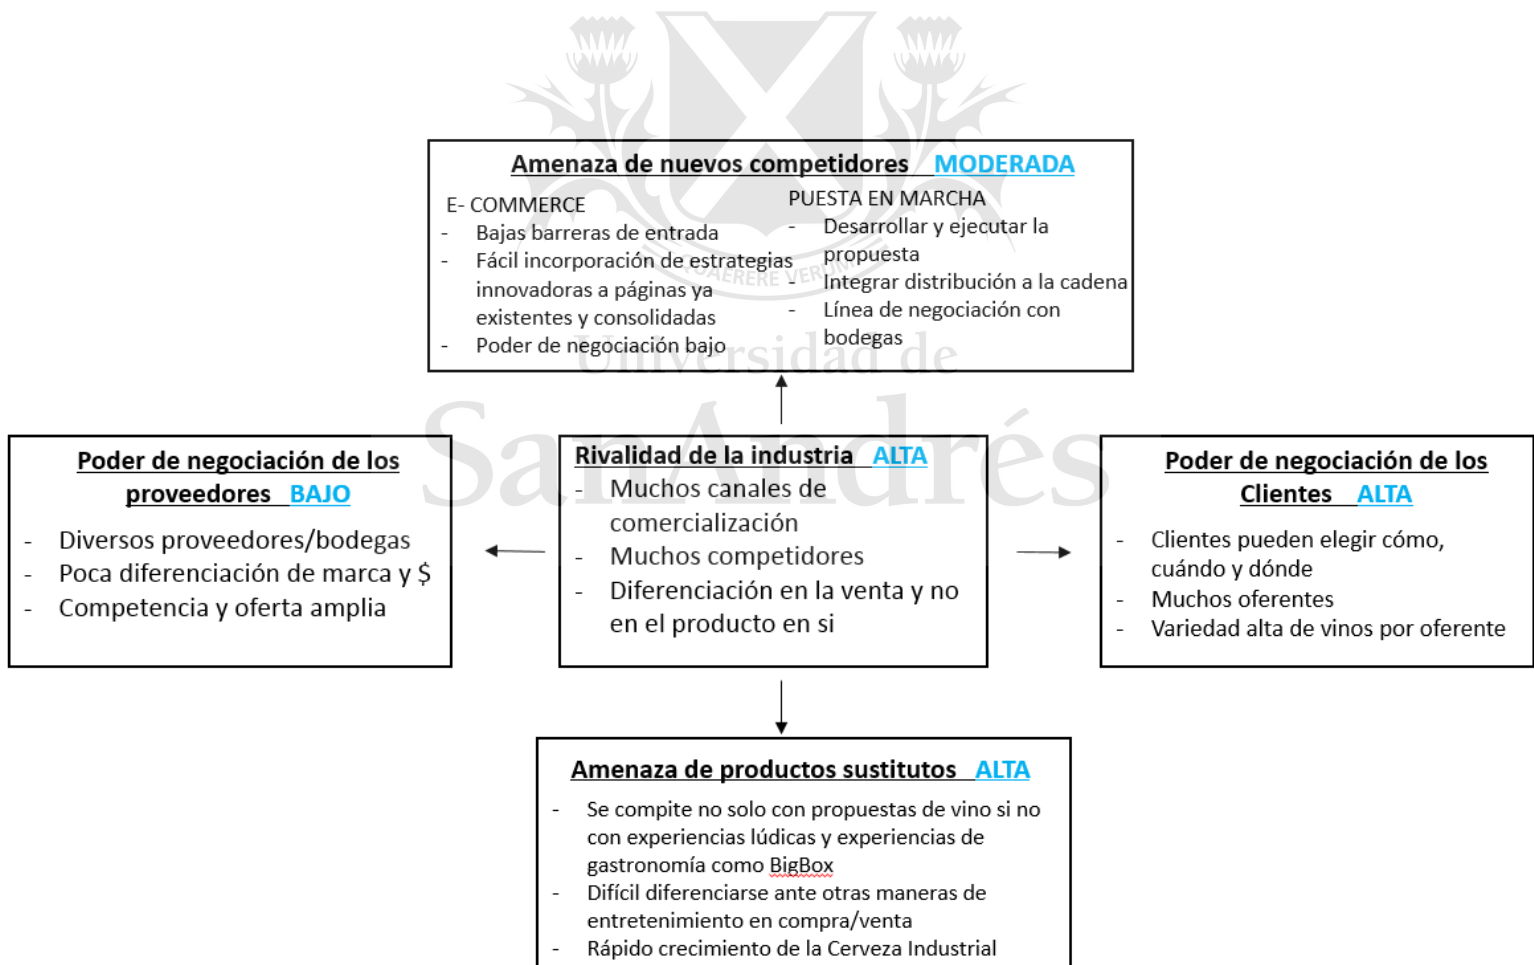 Amenaza de nuevos competidores MODERADA
E- COMMERCE
- Bajas barreras de entrada
- Fácil incorporación de estrategias
innovadoras a páginas ya
existentes y consolidadas
- Poder de negociación bajo
PUESTA EN MARCHA
- Desarrollar y ejecutar la
propuesta
- Integrar distribución a la cadena
- Línea de negociación con
bodegas
QUAERERE VERUM
Universidad de
SanAndrés
Poder de negociación de los
proveedores BAJO
- Diversos proveedores/bodegas
- Poca diferenciación de marca y $
- Competencia y oferta amplia
Rivalidad de la industria ALTA
- Muchos canales de
comercialización
- Muchos competidores
- Diferenciación en la venta y no
en el producto en si
Poder de negociación de los
Clientes ALTA
- Clientes pueden elegir cómo,
cuándo y dónde
- Muchos oferentes
- Variedad alta de vinos por oferente
Amenaza de productos sustitutos ALTA
- Se compite no solo con propuestas de vino si no
con experiencias lúdicas y experiencias de
gastronomía como BigBox
- Difícil diferenciarse ante otras maneras de
entretenimiento en compra/venta
- Rápido crecimiento de la Cerveza Industrial